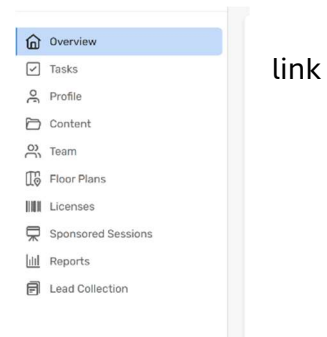 Overview
link
Tasks
Profile
Content
Team
Floor Plans
Licenses
Sponsored Sessions
Reports
Lead Collection